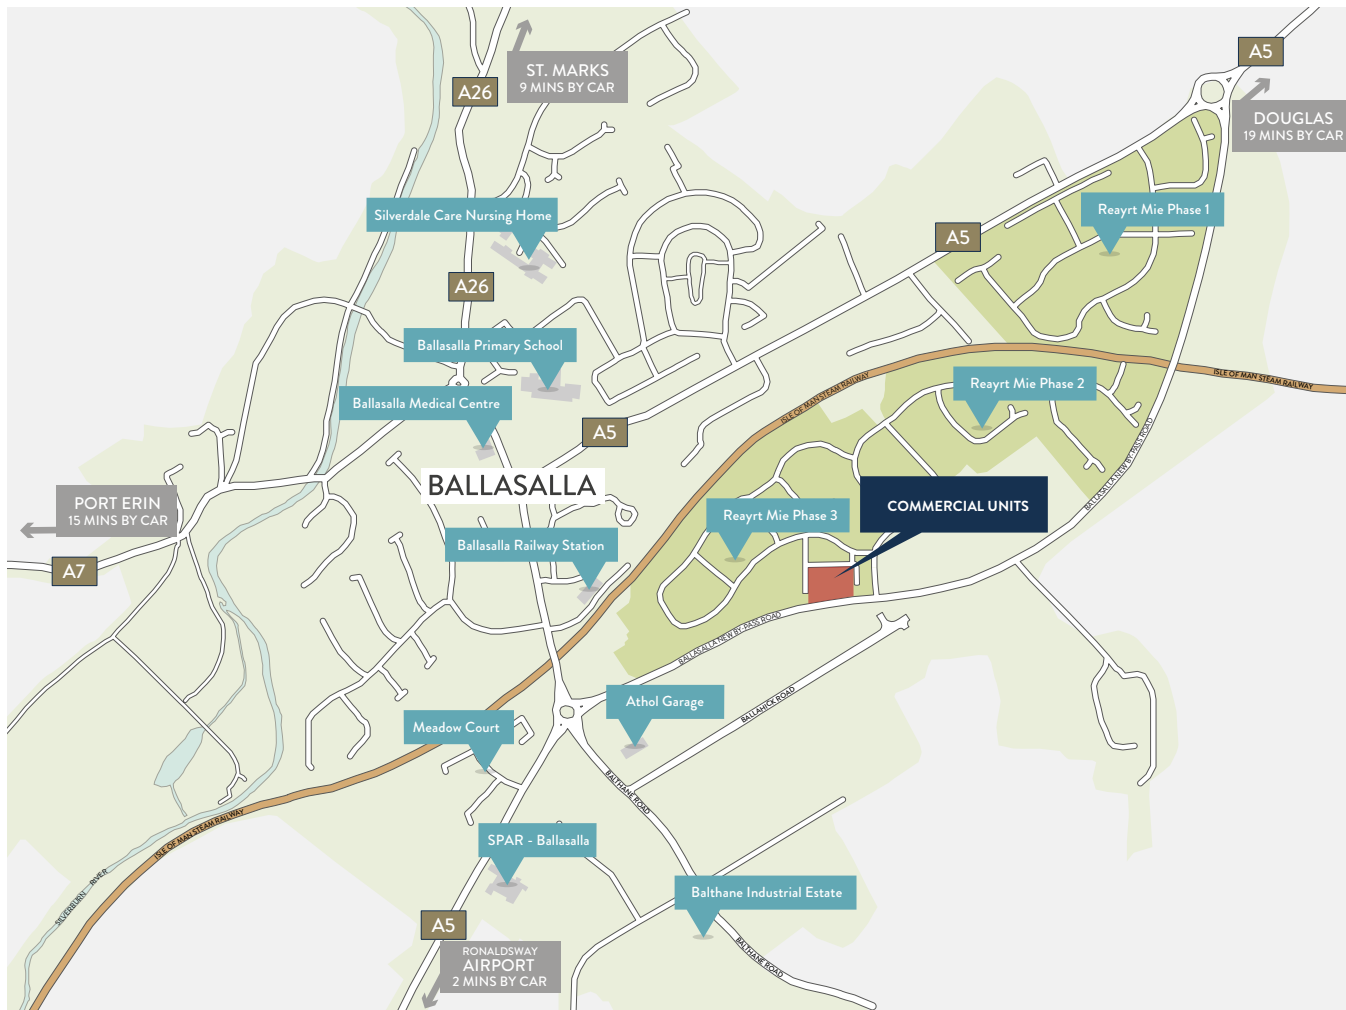 A5
ST. MARKS
9 MINS BY CAR
A26
DOUGLAS
19 MINS BY CAR
Silverdale Care Nursing Home
Reayrt Mie Phase 1
A5
A26
Ballasalla Primary School
ISLE OF MAN STEAM RAILWAY
ISLE OF MAN STEAM RAILWAY
Reayrt Mie Phase 2
Ballasalla Medical Centre
A5
BALLASALLA NEW BY-PASS ROAD
BALLASALLA
PORT ERIN
15 MINS BY CAR
COMMERCIAL UNITS
Reayrt Mie Phase 3
Ballasalla Railway Station
A7
BALLASALLA NEW BY-PASS ROAD
Athol Garage
BALLAHICK ROAD
Meadow Court
BALTHANE ROAD
ISLE OF MAN STEAM RAILWAY
SPAR - Ballasalla
SILVERBURN RIVER
Balthane Industrial Estate
A5
BALTHANE ROAD
RONALDSWAY
AIRPORT
2 MINS BY CAR